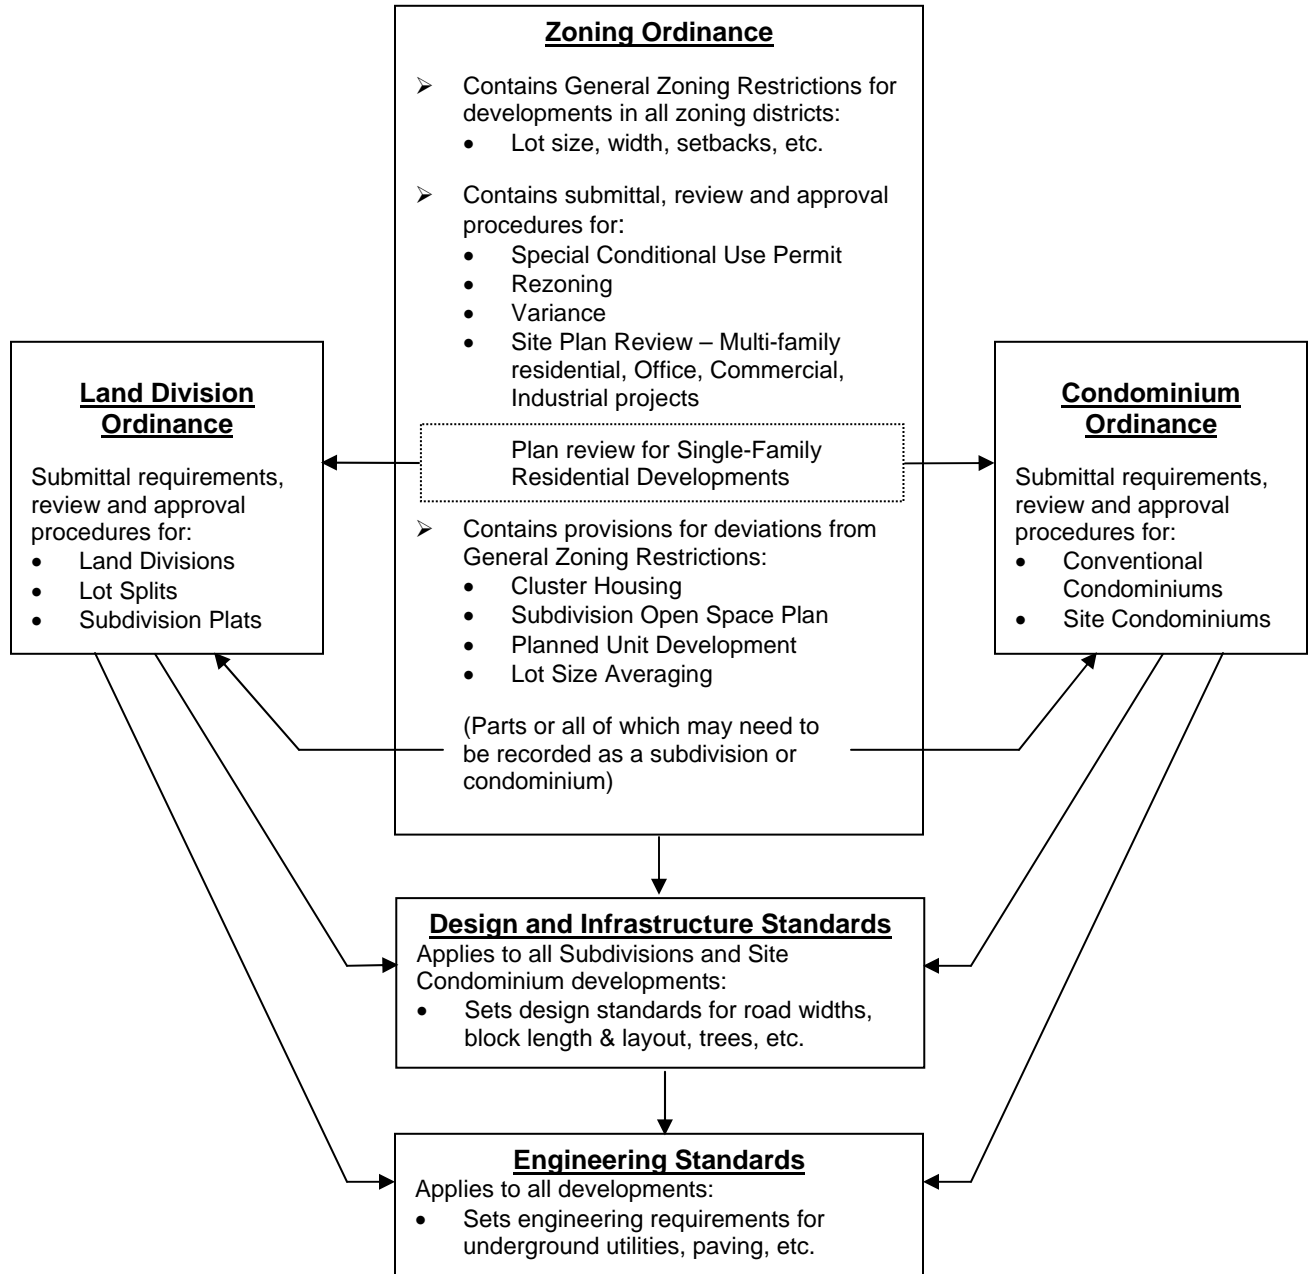 Zoning Ordinance
➢ Contains General Zoning Restrictions for
developments in all zoning districts:
• Lot size, width, setbacks, etc.
➢ Contains submittal, review and approval
procedures for:
• Special Conditional Use Permit
• Rezoning
• Variance
• Site Plan Review – Multi-family
residential, Office, Commercial,
Industrial projects
Plan review for Single-Family
Residential Developments
➢ Contains provisions for deviations from
General Zoning Restrictions:
• Cluster Housing
• Subdivision Open Space Plan
• Planned Unit Development
• Lot Size Averaging
(Parts or all of which may need to
be recorded as a subdivision or
condominium)
Land Division
Ordinance
Submittal requirements,
review and approval
procedures for:
• Land Divisions
• Lot Splits
• Subdivision Plats
Condominium
Ordinance
Submittal requirements,
review and approval
procedures for:
• Conventional
Condominiums
• Site Condominiums
Design and Infrastructure Standards
Applies to all Subdivisions and Site
Condominium developments:
• Sets design standards for road widths,
block length & layout, trees, etc.
Engineering Standards
Applies to all developments:
• Sets engineering requirements for
underground utilities, paving, etc.